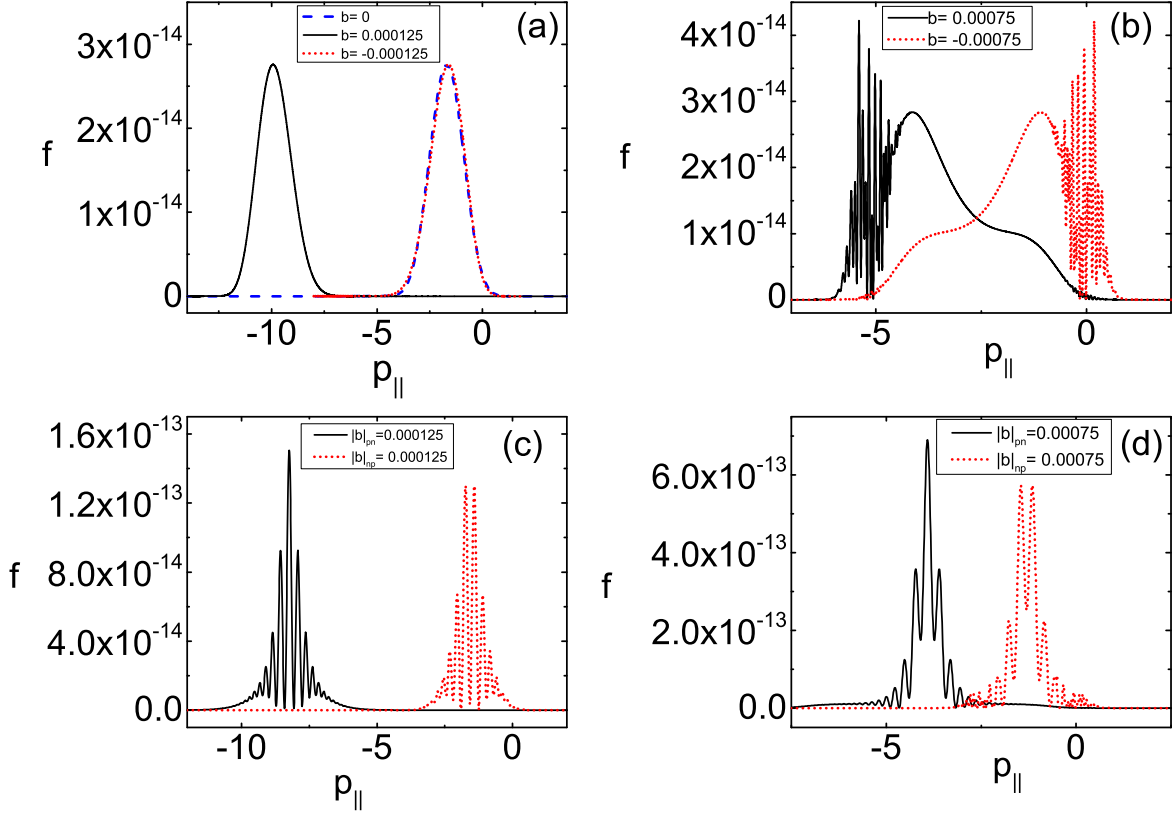 (a)
b= 0
b= 0.000125
b= -0.000125
3x10⁻¹⁴
2x10⁻¹⁴
1x10⁻¹⁴
0
f
-10 -5 0
p||
(b)
b= 0.00075
b= -0.00075
4x10⁻¹⁴
3x10⁻¹⁴
2x10⁻¹⁴
1x10⁻¹⁴
0
f
-5 0
p||
(c)
|b|pn=0.000125
|b|np= 0.000125
1.6x10⁻¹³
1.2x10⁻¹³
8.0x10⁻¹⁴
4.0x10⁻¹⁴
0.0
f
-10 -5 0
p||
(d)
|b|pn=0.00075
|b|np= 0.00075
6.0x10⁻¹³
4.0x10⁻¹³
2.0x10⁻¹³
0.0
f
-5 0
p||